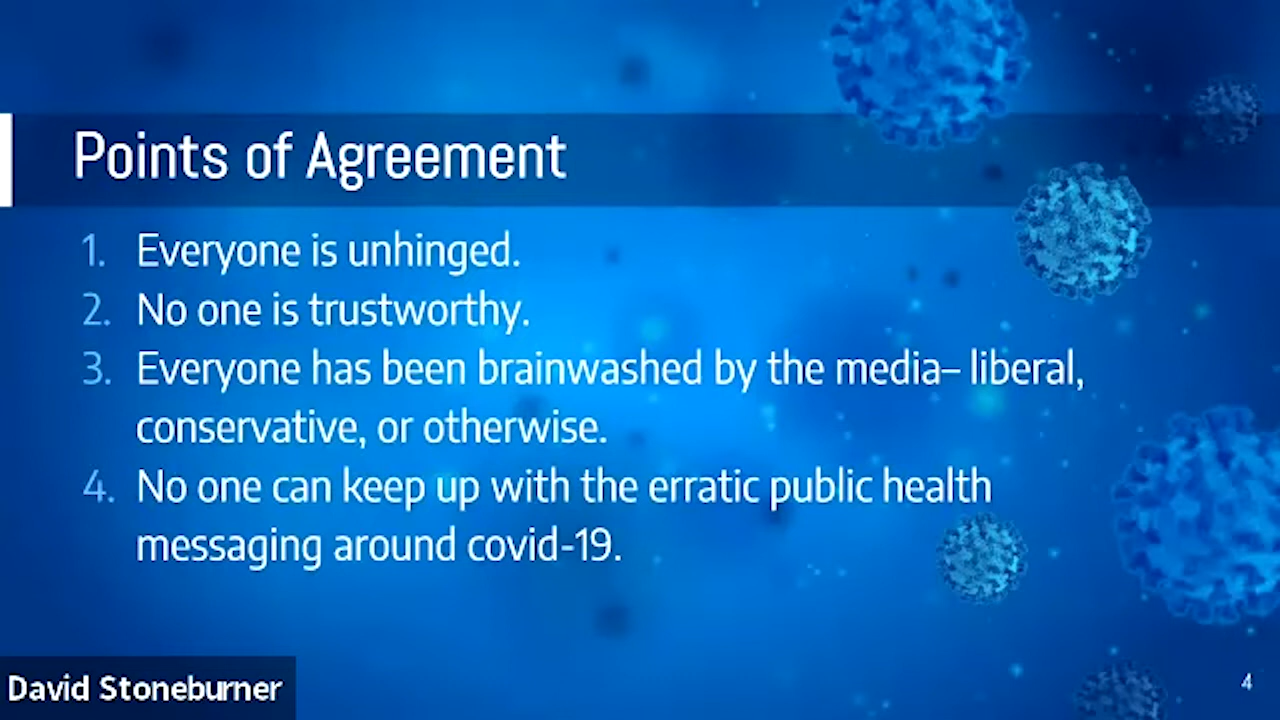 Points of Agreement
1. Everyone is unhinged.
2. No one is trustworthy.
3. Everyone has been brainwashed by the media– liberal,
conservative, or otherwise.
4. No one can keep up with the erratic public health
messaging around covid-19.
David Stoneburner
4